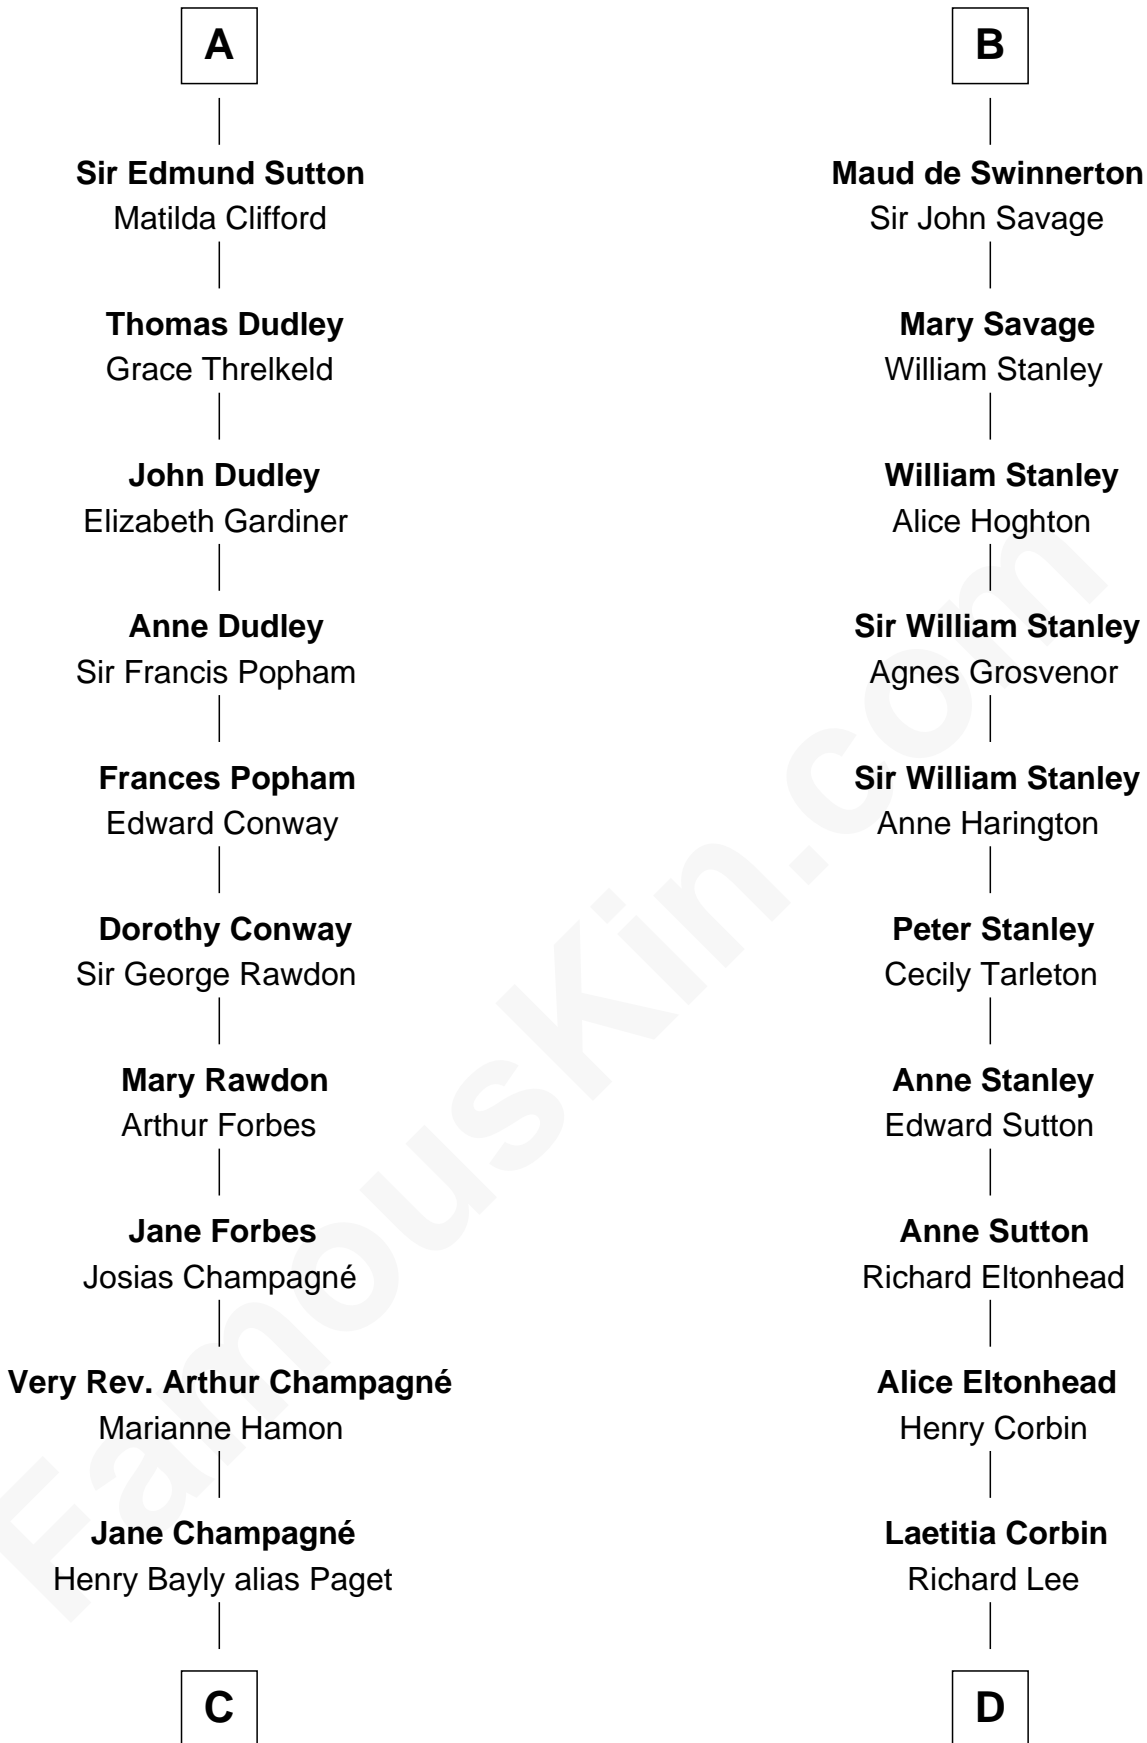 A
Sir Edmund Sutton
Matilda Clifford
Thomas Dudley
Grace Threlkeld
John Dudley
Elizabeth Gardiner
Anne Dudley
Sir Francis Popham
Frances Popham
Edward Conway
Dorothy Conway
Sir George Rawdon
Mary Rawdon
Arthur Forbes
Jane Forbes
Josias Champagné
Very Rev. Arthur Champagné
Marianne Hamon
Jane Champagné
Henry Bayly alias Paget
C
B
Maud de Swinnerton
Sir John Savage
Mary Savage
William Stanley
William Stanley
Alice Hoghton
Sir William Stanley
Agnes Grosvenor
Sir William Stanley
Anne Harington
Peter Stanley
Cecily Tarleton
Anne Stanley
Edward Sutton
Anne Sutton
Richard Eltonhead
Alice Eltonhead
Henry Corbin
Laetitia Corbin
Richard Lee
D
FamousKin.com